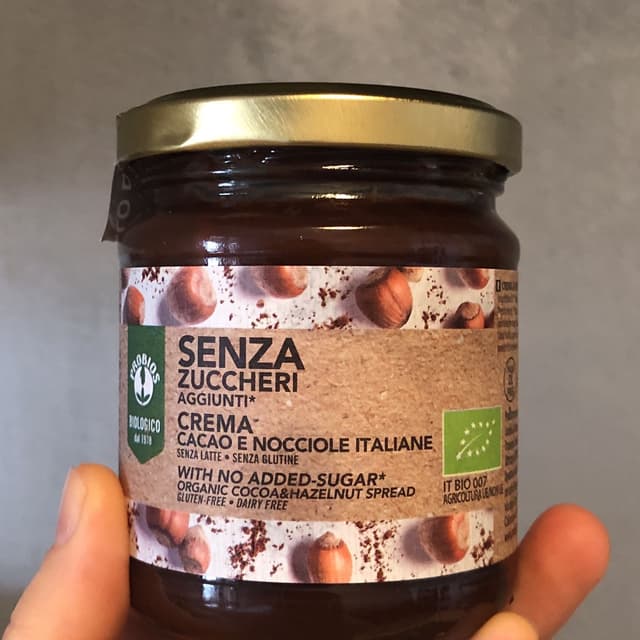 PROBIOS
BIOLOGICO
dal 1978
SENZA
ZUCCHERI
AGGIUNTI*
CREMA
CACAO E NOCCIOLE ITALIANE
SENZA LATTE • SENZA GLUTINE
WITH NO ADDED-SUGAR*
ORGANIC COCOA&HAZELNUT SPREAD
GLUTEN-FREE • DAIRY FREE
IT BIO 007
AGRICOLTURA UE/NON UE